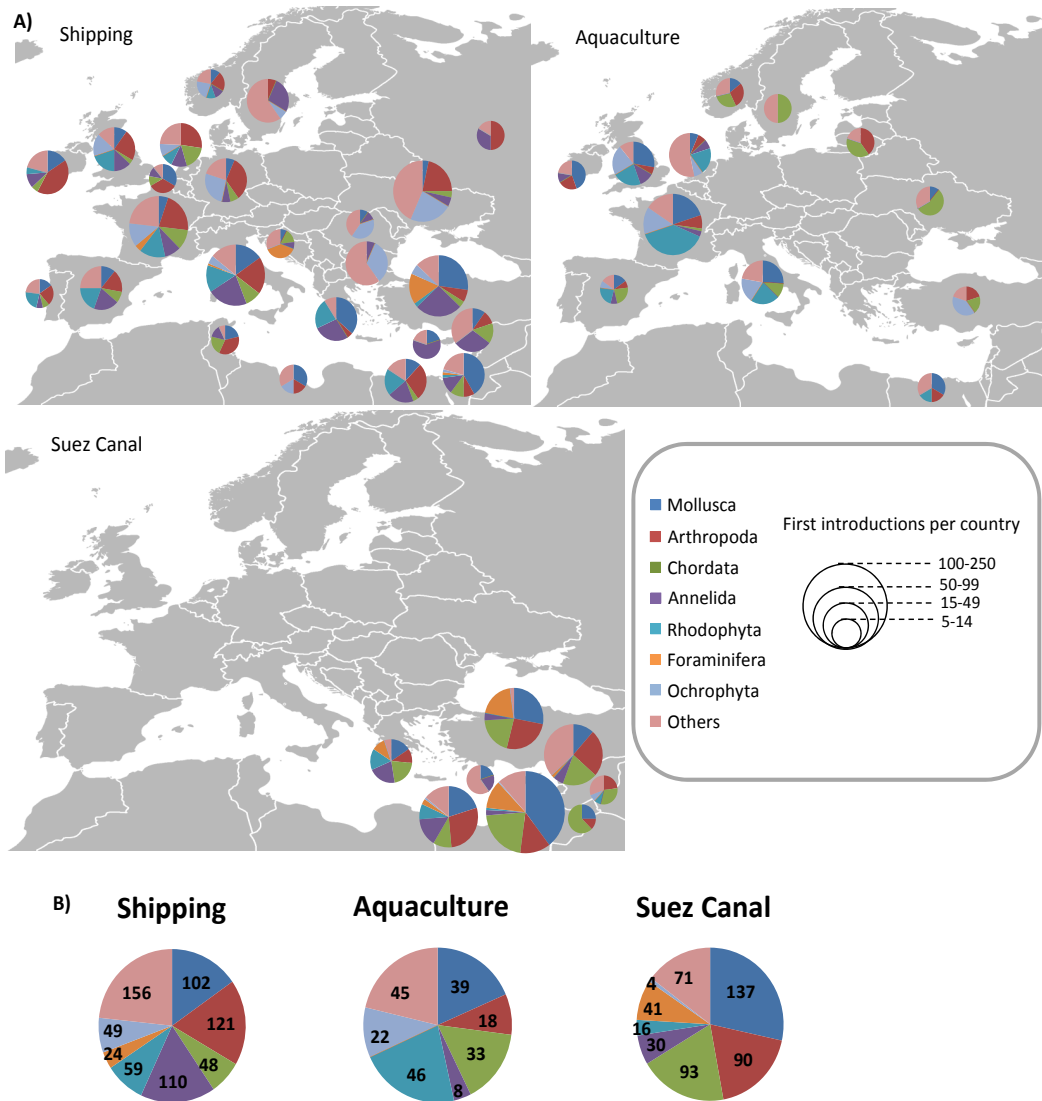 A)
Shipping
Aquaculture
Suez Canal
Mollusca
Arthropoda
Chordata
Annelida
Rhodophyta
Foraminifera
Ochrophyta
Others
First introductions per country
100-250
50-99
15-49
5-14
B)
Shipping
Aquaculture
Suez Canal
156
102
121
48
110
59
24
49
45
39
18
33
8
46
22
4
71
137
90
93
30
16
41